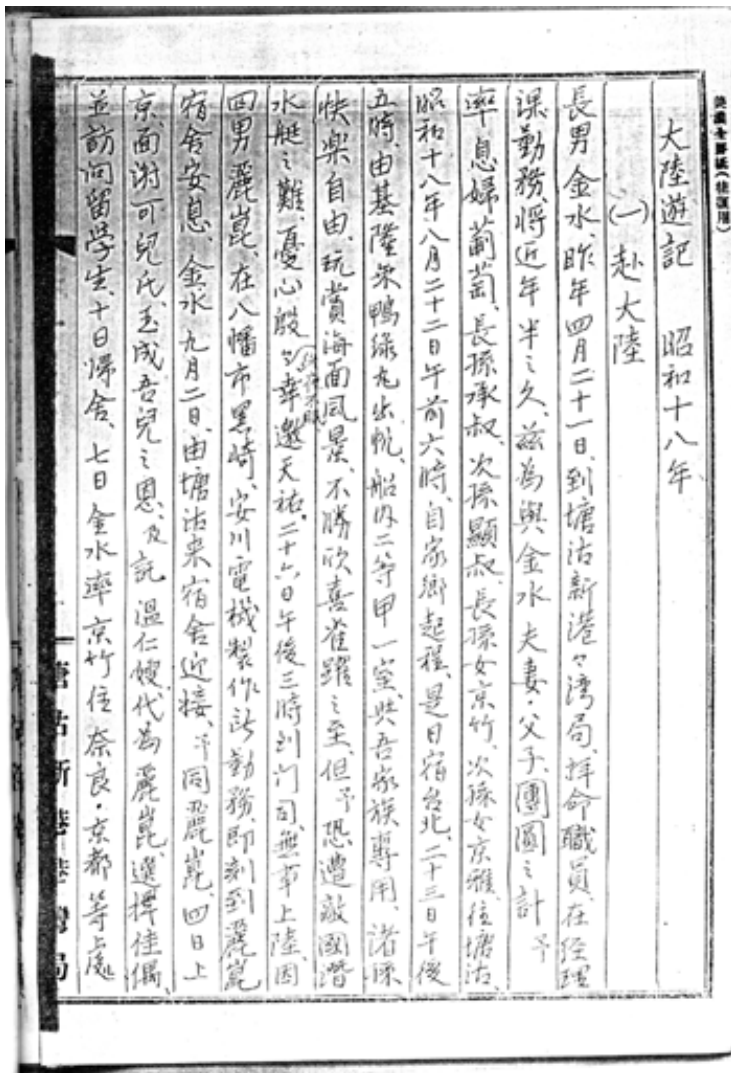 大陸遊記　昭和十八年
(一)赴大陸
長男金水、昨年四月二十一日、到塘沽新港々湾局、拝命職員、在経理
課勤務、将近年半之久、茲為與金水夫妻・父子、團圓之計、予
率息婦葡萄、長孫承叔、次孫顯叔、長孫女京竹、次孫女京雅、住塘沽、
昭和十八年八月二十二日午前六時、自家鄉起程、是日宿台北、二十三日午後
五時、由基隆乗鴨緑丸出帆、船内二等甲一室、與吾家族專用、諸孫
快楽自由、玩賞海面風景、不勝欣喜雀躍之至、但予恐遭敵國潜
水艇之難、憂心殷々、幸邀天祐、二十六日午後三時到门司、無事上陸、因
四男麗崑、在八幡市黒崎、安川電機製作所勤務、即刻到麗崑
宿舎安息、金水九月二日、由塘沽来宿舎迎接、予同麗崑、四日上
京面謝可兒氏、玉成吾兒之恩、及託温仁嫂、代為麗崑、選擇佳偶、
並訪问留学生、十日帰舎、七日金水率京竹住奈良・京都等處
塘沽新港港灣局